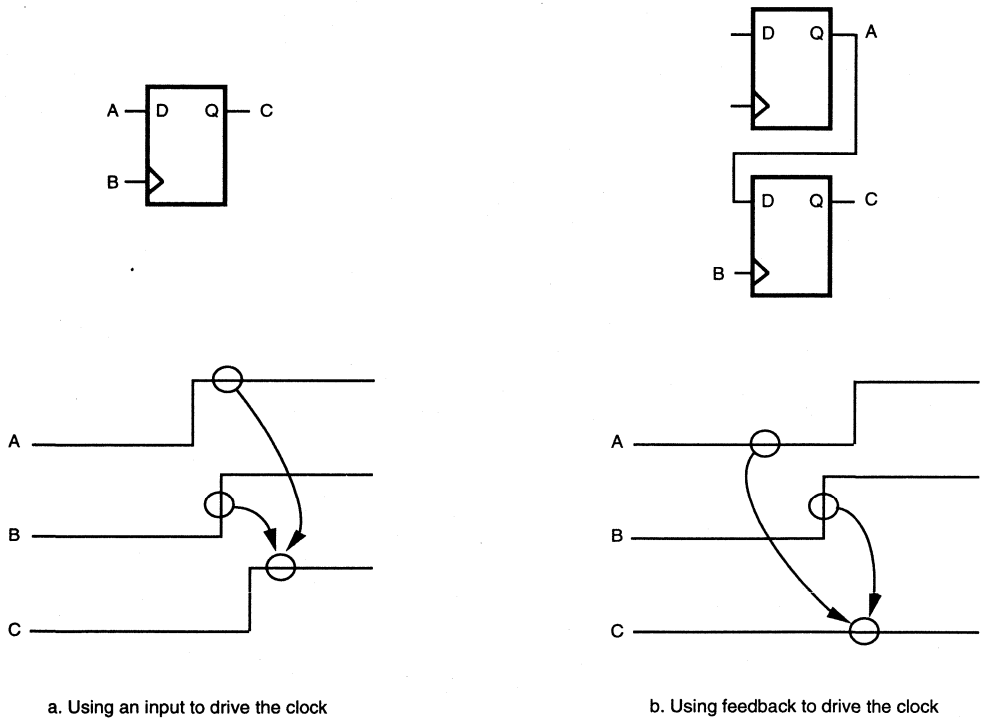 D Q A
A D Q C
B
D Q C
B
A
B
C
A
B
C
a. Using an input to drive the clock
b. Using feedback to drive the clock